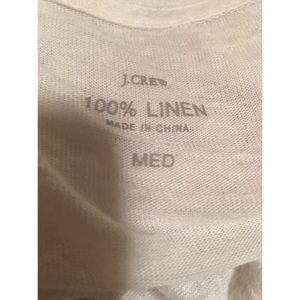 J.CREW
100% LINEN
MADE IN CHINA
MED